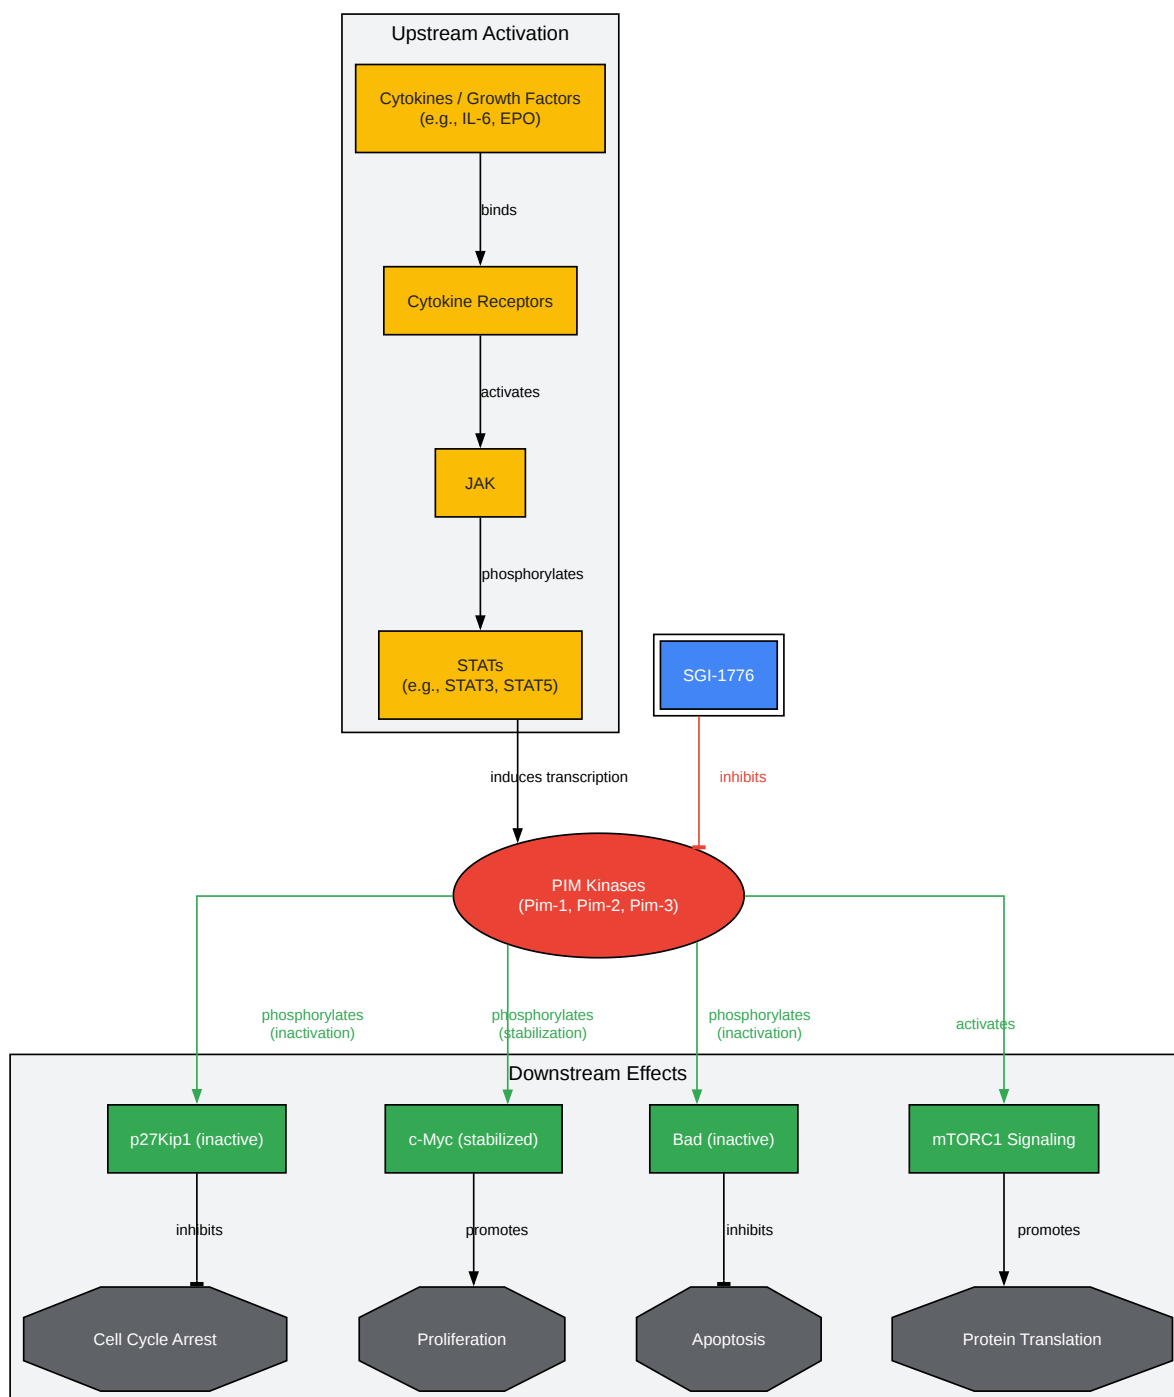 Upstream Activation
Cytokines / Growth Factors
(e.g., IL-6, EPO)
binds
Cytokine Receptors
activates
JAK
phosphorylates
STATs
(e.g., STAT3, STAT5)
SGI-1776
induces transcription
inhibits
PIM Kinases
(Pim-1, Pim-2, Pim-3)
phosphorylates
(inactivation)
phosphorylates
(stabilization)
phosphorylates
(inactivation)
activates
Downstream Effects
p27Kip1 (inactive)
c-Myc (stabilized)
Bad (inactive)
mTORC1 Signaling
inhibits
promotes
inhibits
promotes
Cell Cycle Arrest
Proliferation
Apoptosis
Protein Translation